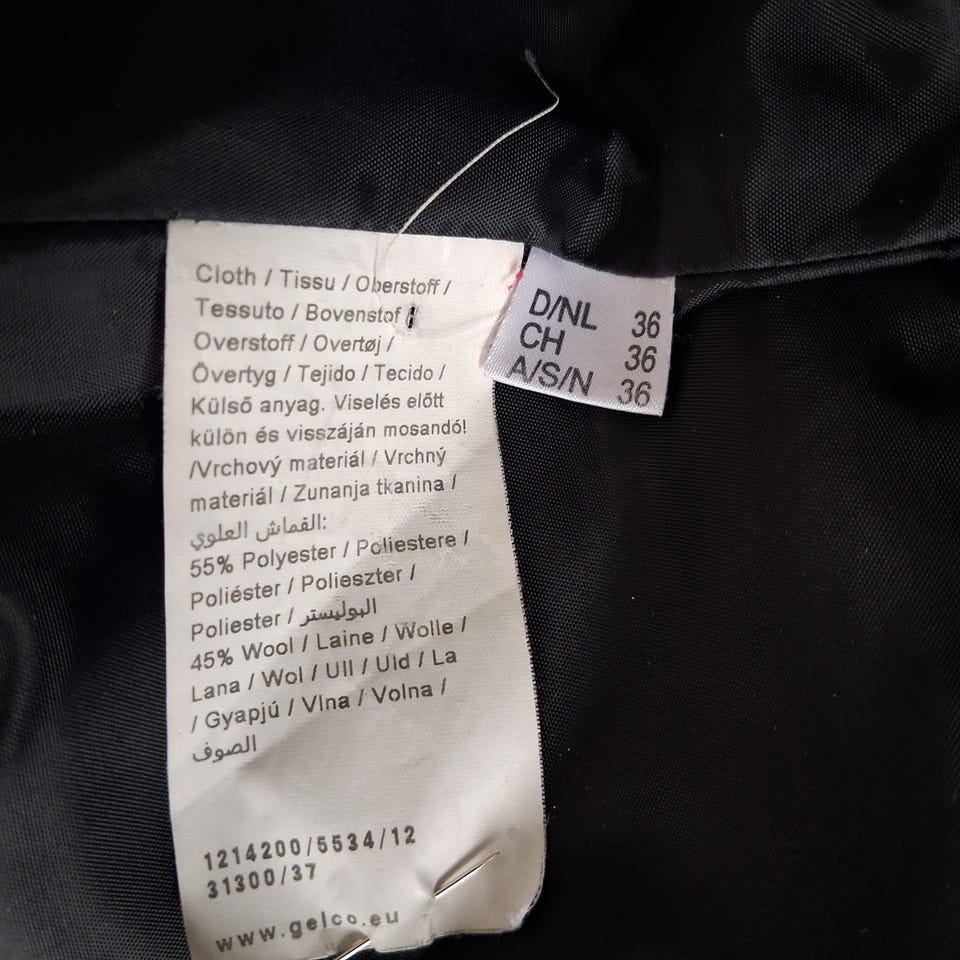 Cloth / Tissu / Oberstoff /
Tessuto / Bovenstof /
Overstoff / Overtøj /
Övertyg / Tejido / Tecido /
Külső anyag. Viselés előtt
külön és visszáján mosandó!
/Vrchový materiál / Vrchný
materiál / Zunanja tkanina /
القماش العلوي:
55% Polyester / Poliestere /
Poliéster / Polieszter /
Poliester / البوليستر
45% Wool / Laine / Wolle /
Lana / Wol / Ull / Uld / La
/ Gyapjú / Vlna / Volna /
الصوف
1214200/5534/12
31300/37
www.gelco.eu
D/NL 36
CH 36
A/S/N 36